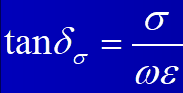 tanδ_σ = σ/(ωε)